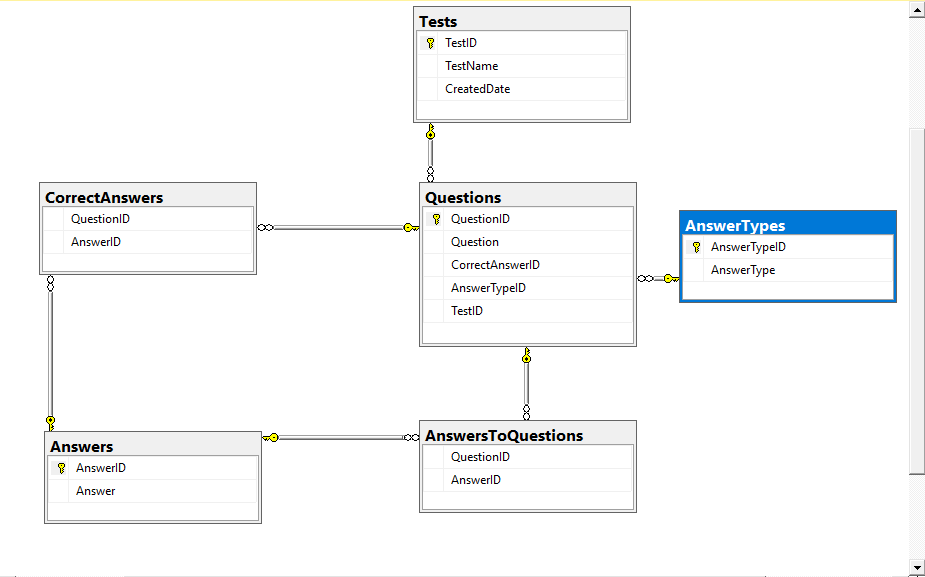 Tests
TestID
TestName
CreatedDate
CorrectAnswers
QuestionID
AnswerID
Questions
QuestionID
Question
CorrectAnswerID
AnswerTypeID
TestID
AnswerTypes
AnswerTypeID
AnswerType
Answers
AnswerID
Answer
AnswersToQuestions
QuestionID
AnswerID